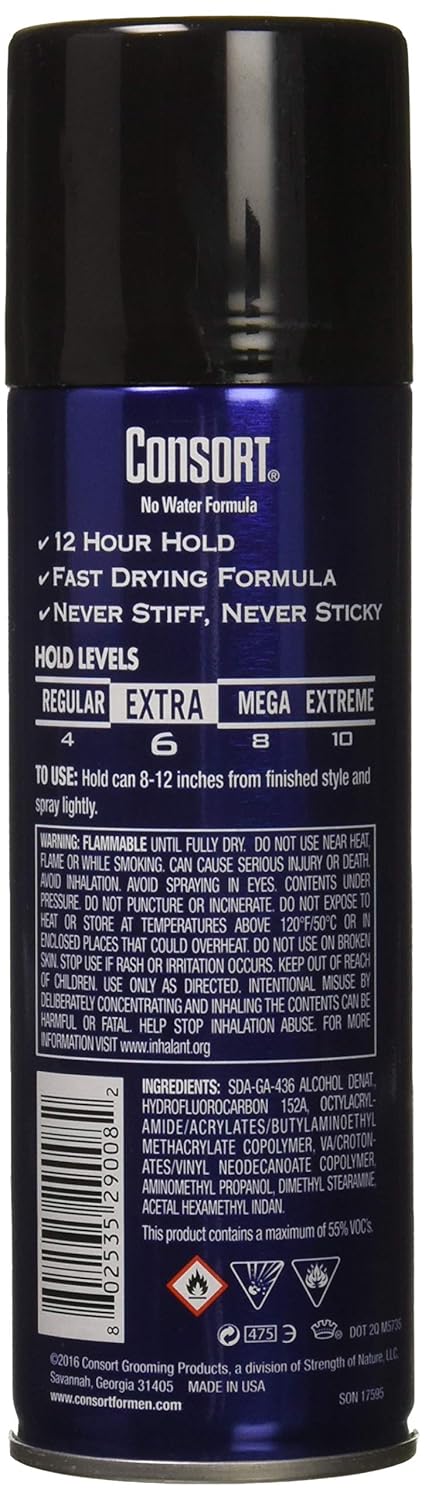 CONSORT®
No Water Formula
✓12 HOUR HOLD
✓FAST DRYING FORMULA
✓NEVER STIFF, NEVER STICKY
HOLD LEVELS
REGULAR EXTRA MEGA EXTREME
4 6 8 10
TO USE: Hold can 8-12 inches from finished style and
spray lightly.
WARNING: FLAMMABLE UNTIL FULLY DRY. DO NOT USE NEAR HEAT,
FLAME OR WHILE SMOKING. CAN CAUSE SERIOUS INJURY OR DEATH.
AVOID INHALATION. AVOID SPRAYING IN EYES. CONTENTS UNDER
PRESSURE. DO NOT PUNCTURE OR INCINERATE. DO NOT EXPOSE TO
HEAT OR STORE AT TEMPERATURES ABOVE 120°F/50°C OR IN
ENCLOSED PLACES THAT COULD OVERHEAT. DO NOT USE ON BROKEN
SKIN. STOP USE IF RASH OR IRRITATION OCCURS. KEEP OUT OF REACH
OF CHILDREN. USE ONLY AS DIRECTED. INTENTIONAL MISUSE BY
DELIBERATELY CONCENTRATING AND INHALING THE CONTENTS CAN BE
HARMFUL OR FATAL. HELP STOP INHALATION ABUSE. FOR MORE
INFORMATION VISIT www.inhalant.org
INGREDIENTS: SDA-GA-436 ALCOHOL DENAT.,
HYDROFLUOROCARBON 152A, OCTYLACRYL-
AMIDE/ACRYLATES/BUTYLAMINOETHYL
METHACRYLATE COPOLYMER, VA/CROTON-
ATES/VINYL NEODECANOATE COPOLYMER,
AMINOMETHYL PROPANOL, DIMETHYL STEARAMINE,
ACETAL HEXAMETHYL INDAN.
This product contains a maximum of 55% VOC's.
8 02535 29008 2
475 DOT 2Q M5735
©2016 Consort Grooming Products, a division of Strength of Nature, LLC.
Savannah, Georgia 31405 MADE IN USA
www.consortformen.com SON 17595